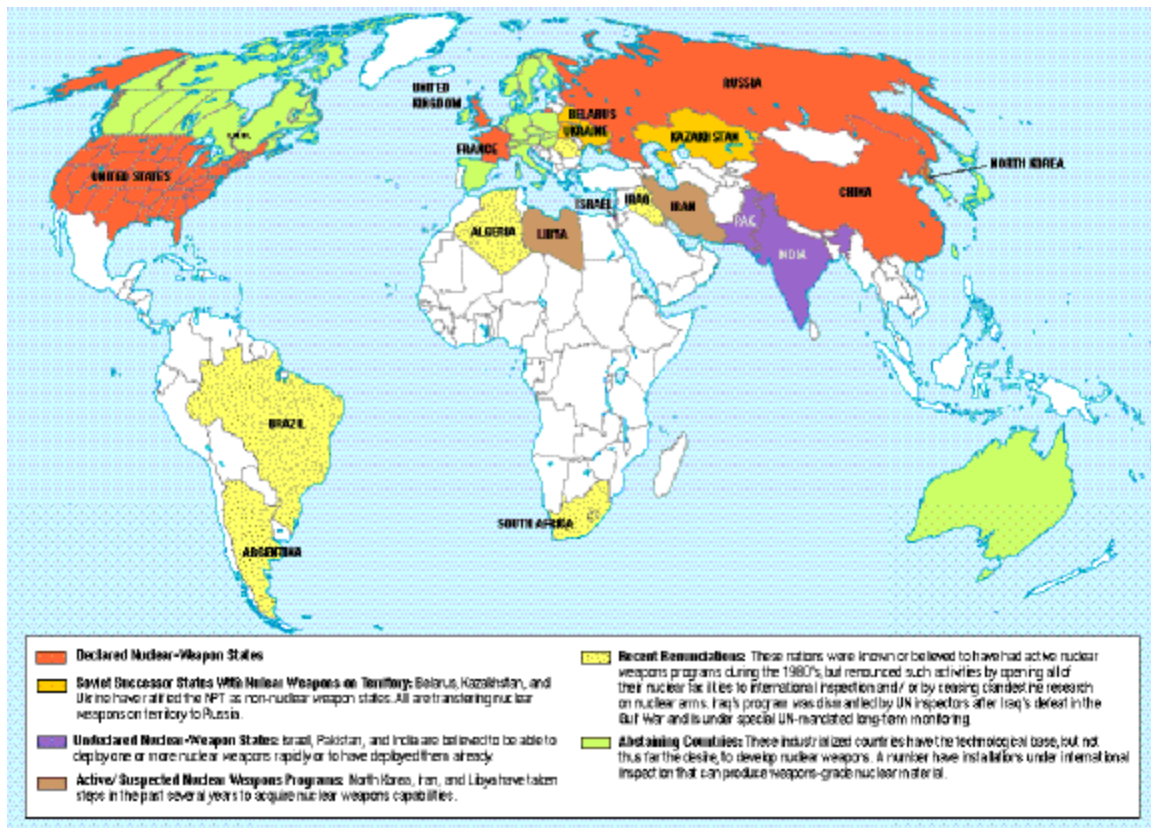 RUSSIA
UNITED
KINGDOM
BELARUS
UKRAINE
KAZAKHSTAN
FRANCE
NORTH KOREA
UNITED STATES
CHINA
ISRAEL
IRAQ
IRAN
PAK
ALGERIA
LIBYA
INDIA
BRAZIL
SOUTH AFRICA
ARGENTINA
Declared Nuclear-Weapon States
Soviet Successor States With Nuclear Weapons on Territory: Belarus, Kazakhstan, and
Ukrine have ratified the NPT as non-nuclear weapon states. All are transfering nuclear
weapons on territory to Russia.
Undeclared Nuclear-Weapon States: Israel, Pakistan, and India are believed to be able to
deploy one or more nuclear weapons rapidly or to have deployed them already.
Active/ Suspected Nuclear Weapons Programs: North Korea, Iran, and Libya have taken
steps in the past several years to acquire nuclear weapons capabilities.
Recent Renunciations: These nations were known or believed to have had active nuclear
weapons programs during the 1980's, but renounced such activities by opening all of
their nuclear facilities to international inspection and/ or by ceasing clandestine research
on nuclear arms. Iraq's program was dismantled by UN inspectors after Iraq's defeat in the
Gulf War and is under special UN-mandated long-term monitoring.
Abstaining Countries: These industrialized countries have the technological base, but not
thus far the desire, to develop nuclear weapons. A number have installations under international
inspection that can produce weapons-grade nuclear material.